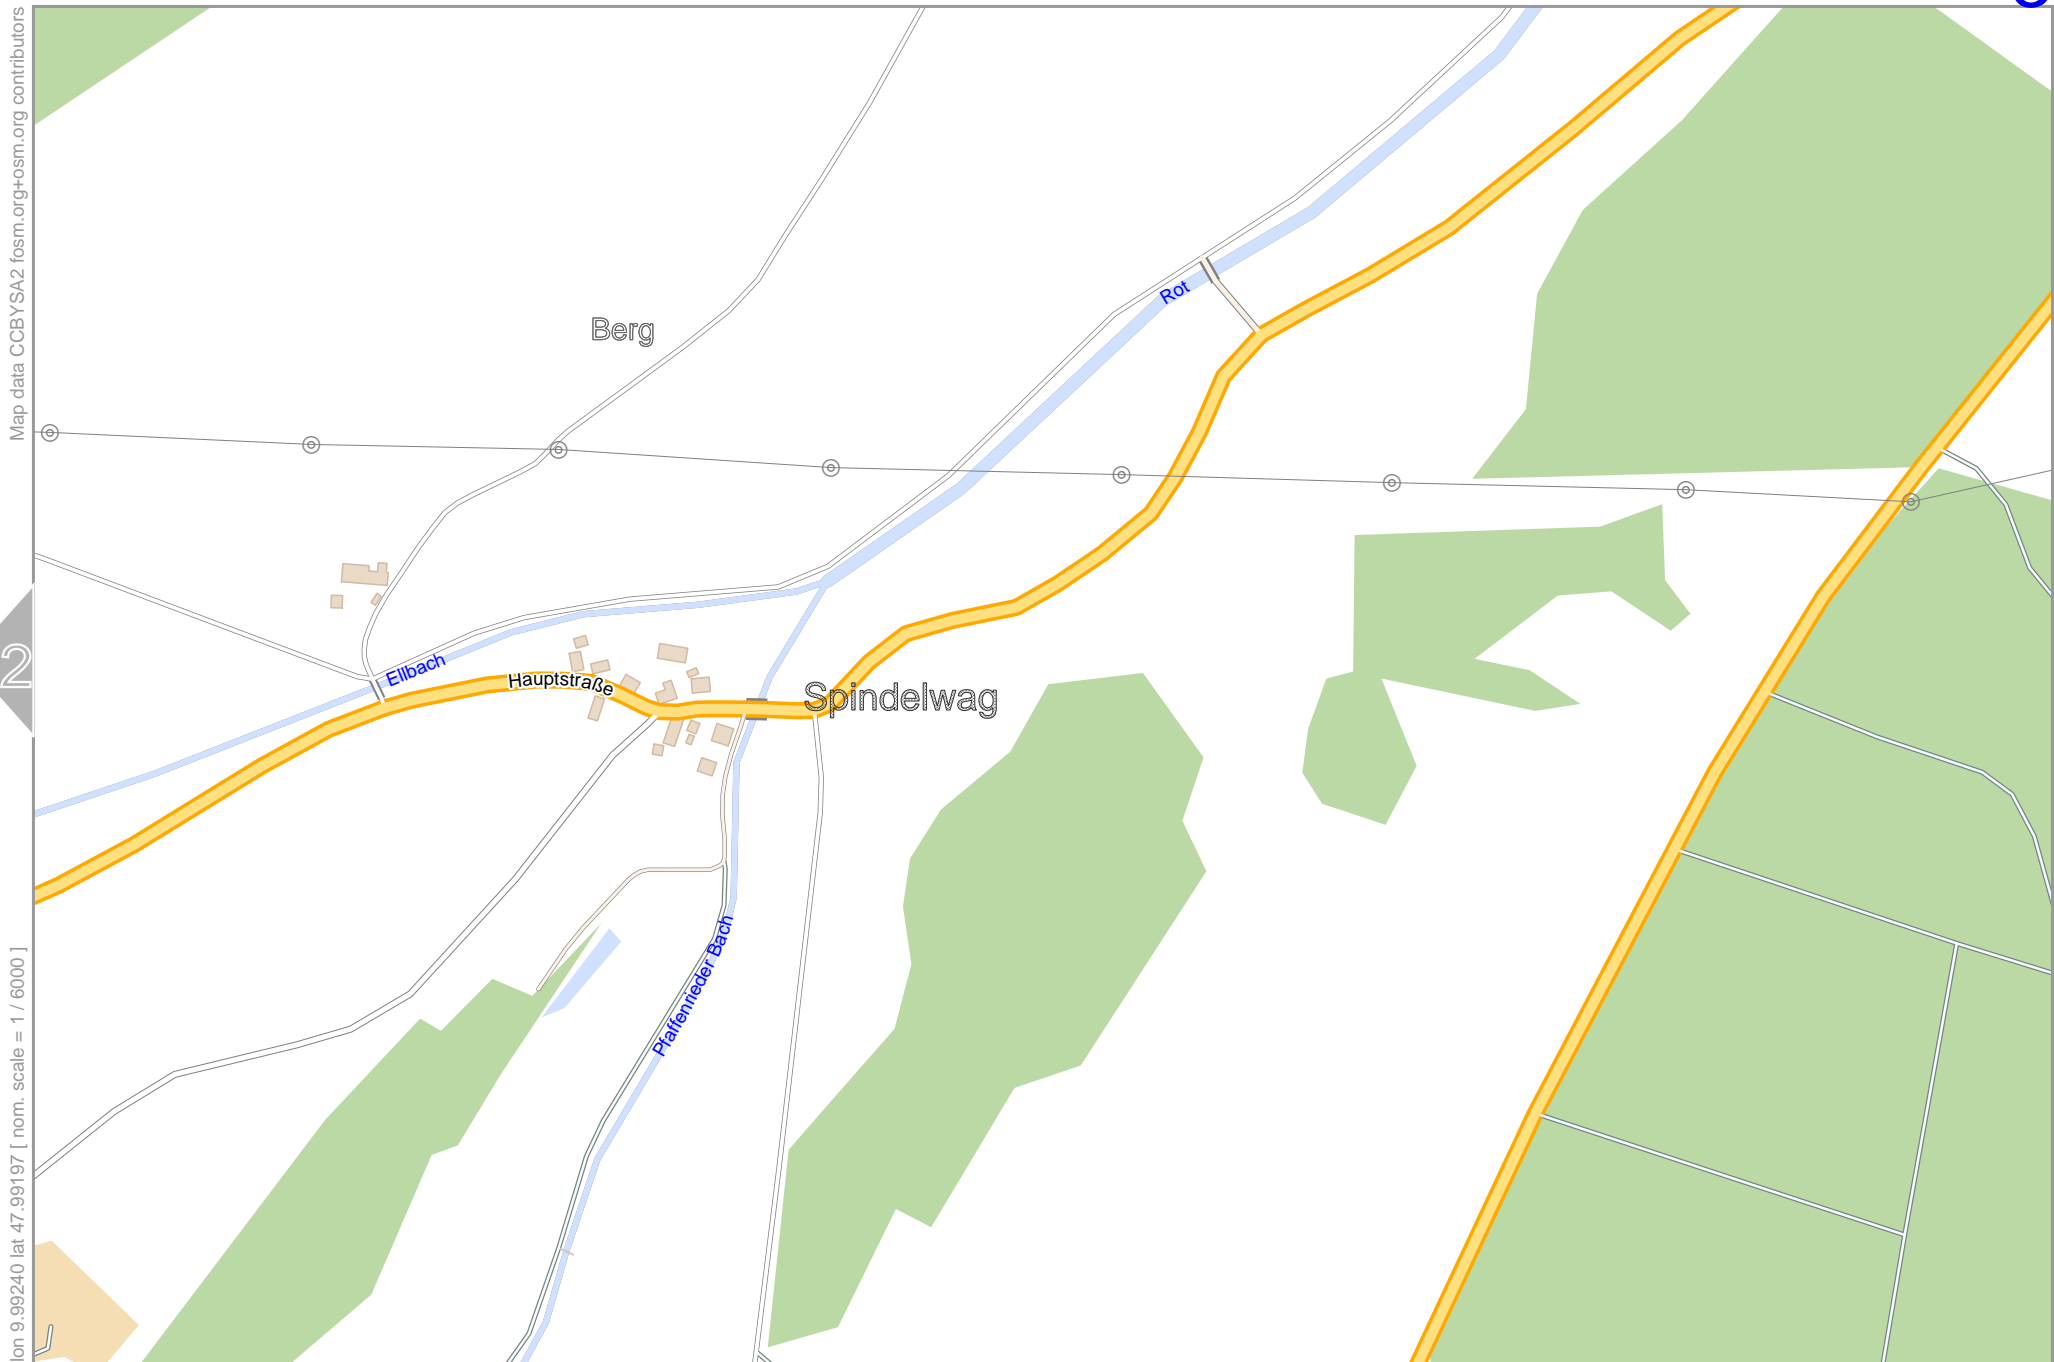 Map data CCBYSA2 fosm.org+osm.org contributors
Rot
Berg
2
Ellbach
Hauptstraße
Spindelwag
Pfaffenrieder Bach
lon 9.99240 lat 47.99197 [ nom. scale = 1 / 6000 ]